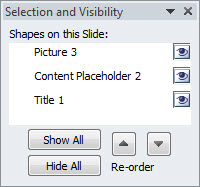 Selection and Visibility
Shapes on this Slide:
Picture 3
Content Placeholder 2
Title 1
Show All
Hide All
Re-order